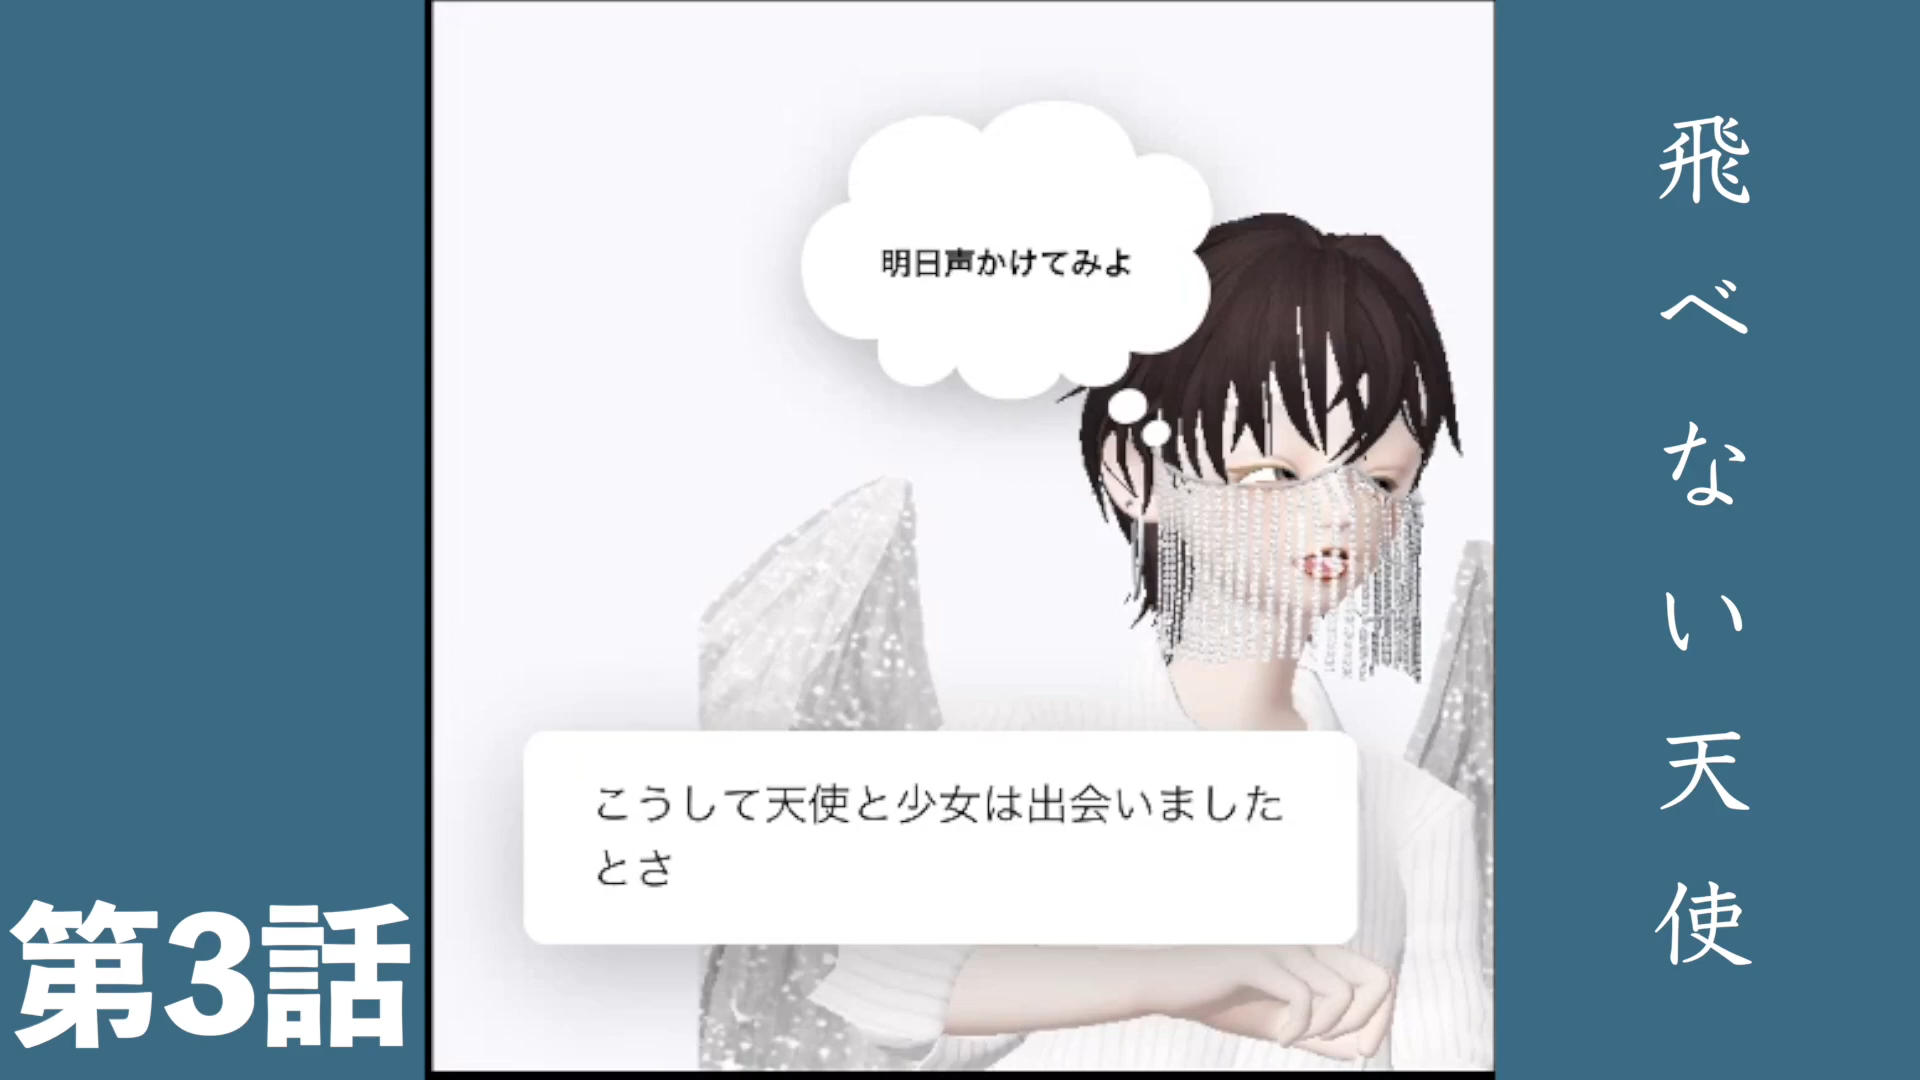 飛べない天使
明日声かけてみよ
こうして天使と少女は出会いました
とさ
第3話